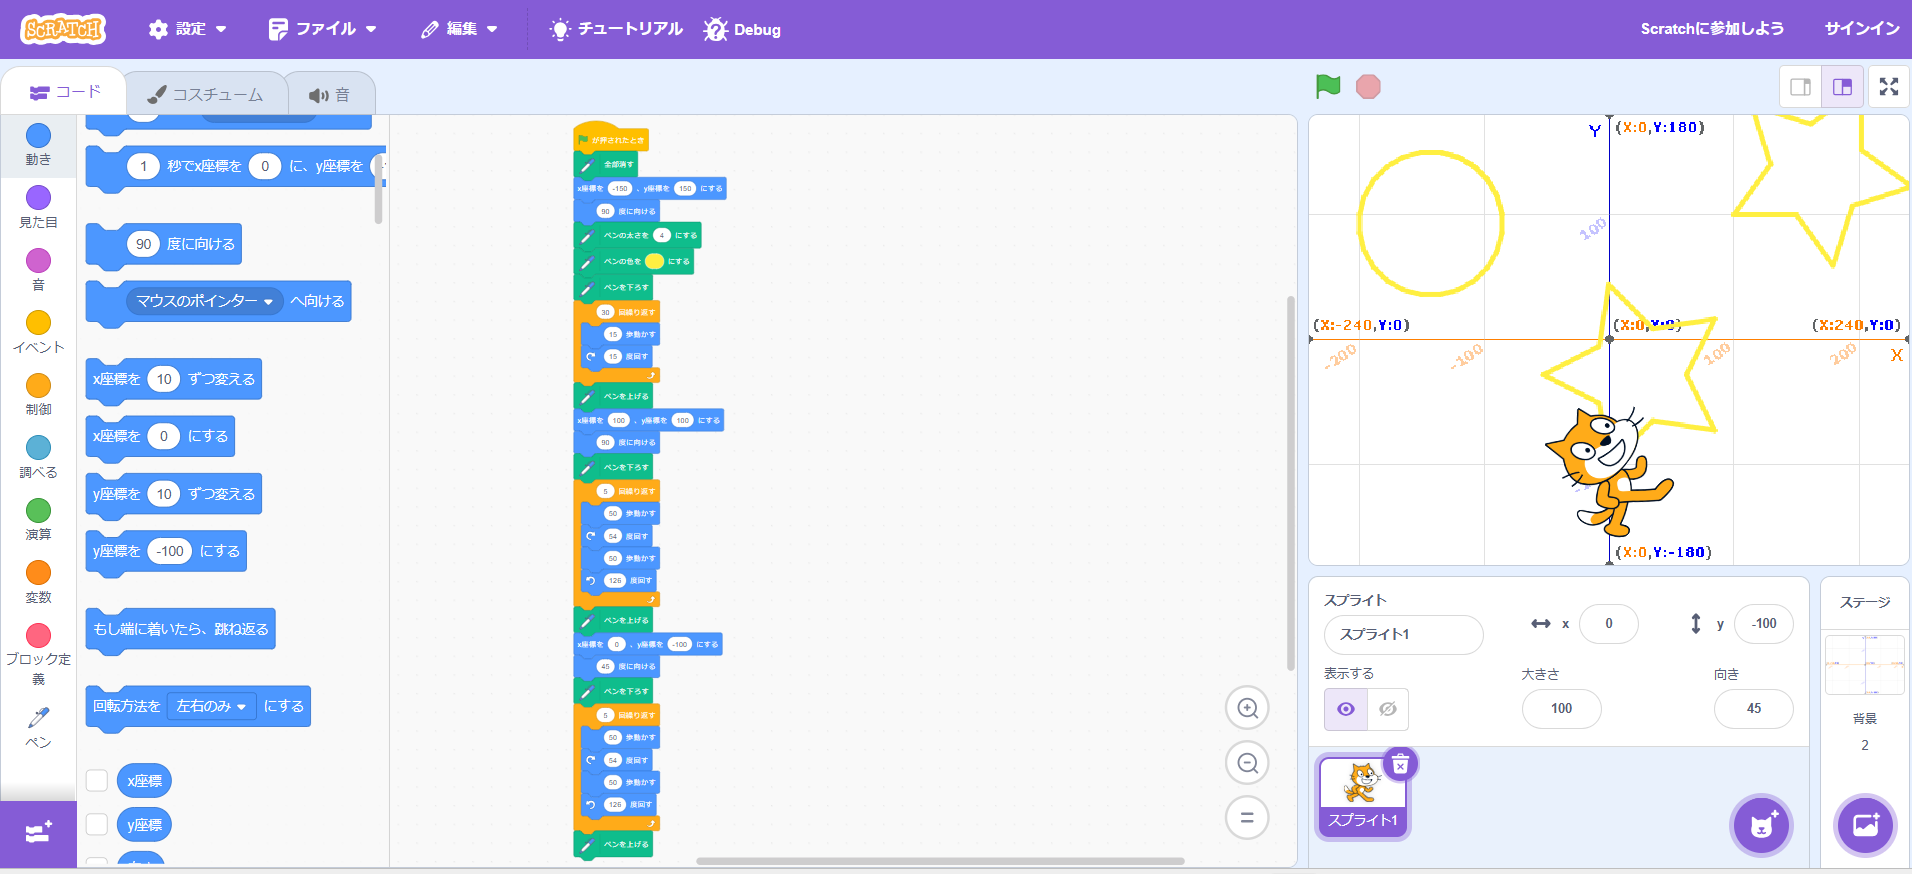 SCRATCH
設定
ファイル
編集
チュートリアル
Debug
Scratchに参加しよう
サインイン
コード
コスチューム
音
動き
見た目
音
イベント
制御
調べる
演算
変数
ブロック定
義
ペン
1 秒でx座標を 0 に、y座標を
90 度に向ける
マウスのポインター へ向ける
x座標を 10 ずつ変える
x座標を 0 にする
y座標を 10 ずつ変える
y座標を -100 にする
もし端に着いたら、跳ね返る
回転方法を 左右のみ にする
x座標
y座標
が押されたとき
全部消す
x座標を -150 、y座標を 150 にする
90 度に向ける
ペンの太さを 4 にする
ペンの色を にする
ペンを下ろす
30 回繰り返す
15 歩動かす
15 度回す
ペンを上げる
x座標を 100 、y座標を 100 にする
90 度に向ける
ペンを下ろす
回繰り返す
50 歩動かす
54 度回す
50 歩動かす
126 度回す
ペンを上げる
x座標を 0 、y座標を -100 にする
45 度に向ける
ペンを下ろす
回繰り返す
50 歩動かす
54 度回す
50 歩動かす
126 度回す
ペンを上げる
Y (X:0,Y:180)
100
(X:-240,Y:0) (X:0,Y:0) (X:240,Y:0)
-200 -100 100 200 X
(X:0,Y:-180)
スプライト
スプライト1
x 0
y -100
表示する
大きさ
100
向き
45
スプライト1
ステージ
背景
2